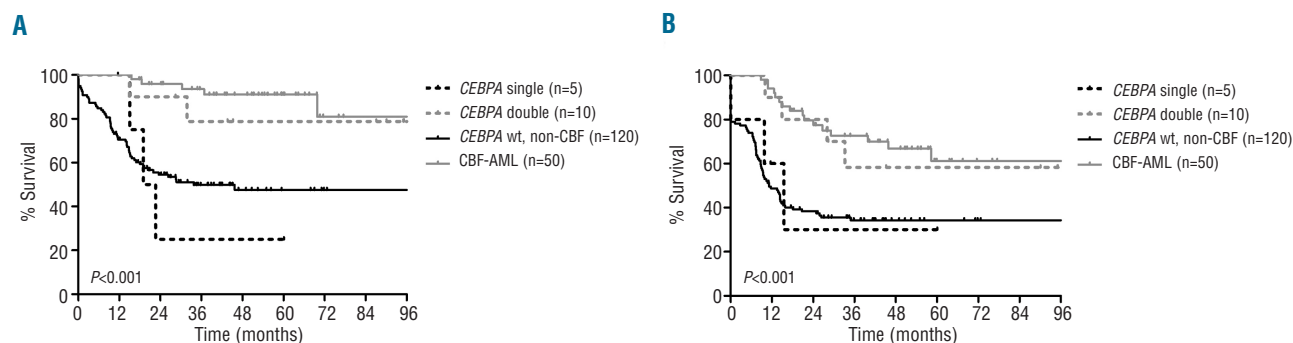 A
% Survival
100
80
60
40
20
0
P<0.001
0 12 24 36 48 60 72 84 96
Time (months)
CEBPA single (n=5)
CEBPA double (n=10)
CEBPA wt, non-CBF (n=120)
CBF-AML (n=50)
B
% Survival
100
80
60
40
20
0
P<0.001
0 12 24 36 48 60 72 84 96
Time (months)
CEBPA single (n=5)
CEBPA double (n=10)
CEBPA wt, non-CBF (n=120)
CBF-AML (n=50)